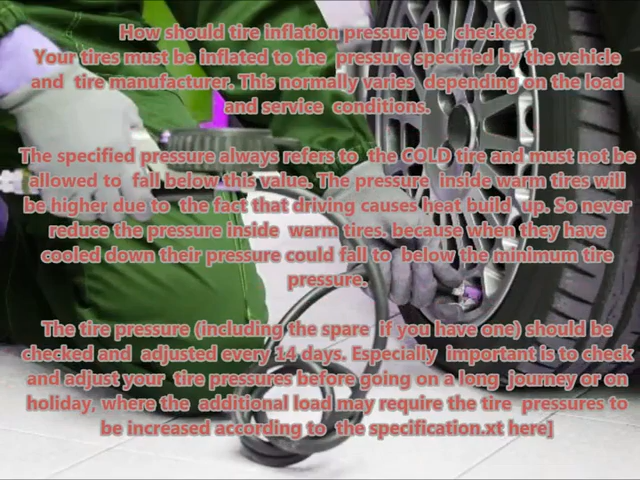 How should tire inflation pressure be checked?
Your tires must be inflated to the pressure specified by the vehicle
and tire manufacturer. This normally varies depending on the load
and service conditions.
The specified pressure always refers to the COLD tire and must not be
allowed to fall below this value. The pressure inside warm tires will
be higher due to the fact that driving causes heat build up. So never
reduce the pressure inside warm tires. because when they have
cooled down their pressure could fall to below the minimum tire
pressure.
The tire pressure (including the spare if you have one) should be
checked and adjusted every 14 days. Especially important is to check
and adjust your tire pressures before going on a long journey or on
holiday, where the additional load may require the tire pressures to
be increased according to the specification.xt here]